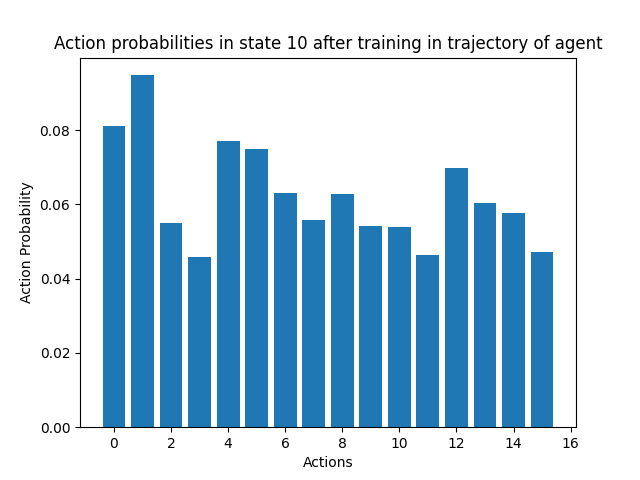 Action probabilities in state 10 after training in trajectory of agent
0.08
0.06
0.04
0.02
0.00
Action Probability
0 2 4 6 8 10 12 14 16
Actions